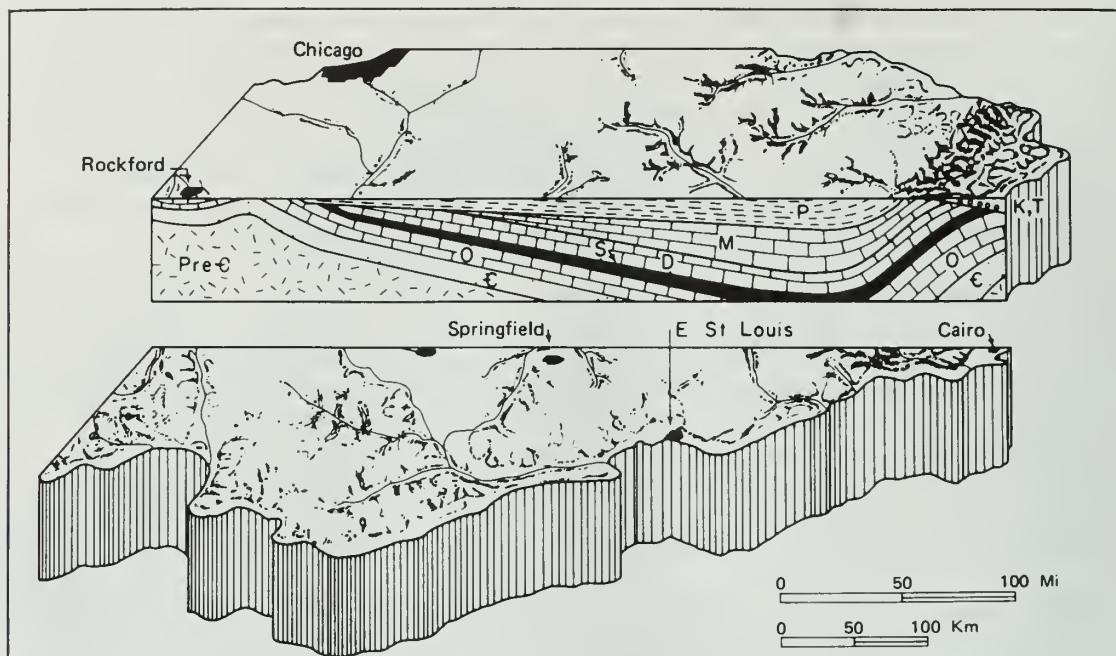 Chicago
Rockford
P
K,T
M
S
D
O
O
Pre-Є
Є
Є
Springfield
E St Louis
Cairo
0 50 100 Mi
0 50 100 Km